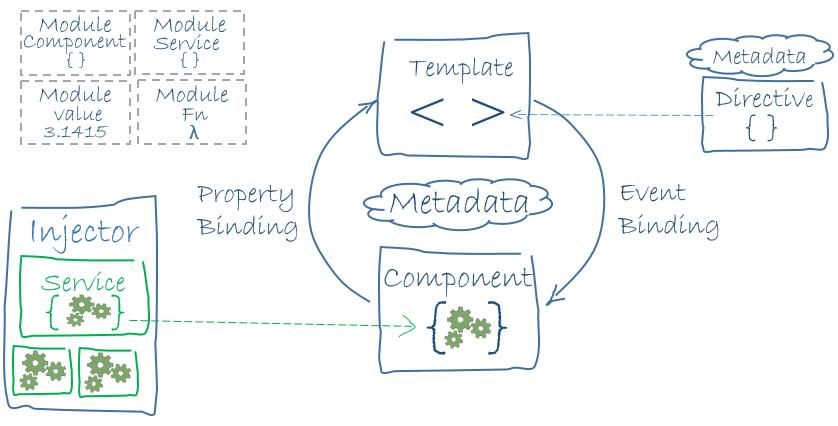 Module
Component
{ }
Module
Service
{ }
Module
value
3.1415
Module
Fn
λ
Template
< >
Metadata
Directive
{ }
Property
Binding
Metadata
Event
Binding
Injector
Service
{ }
Component
{ }